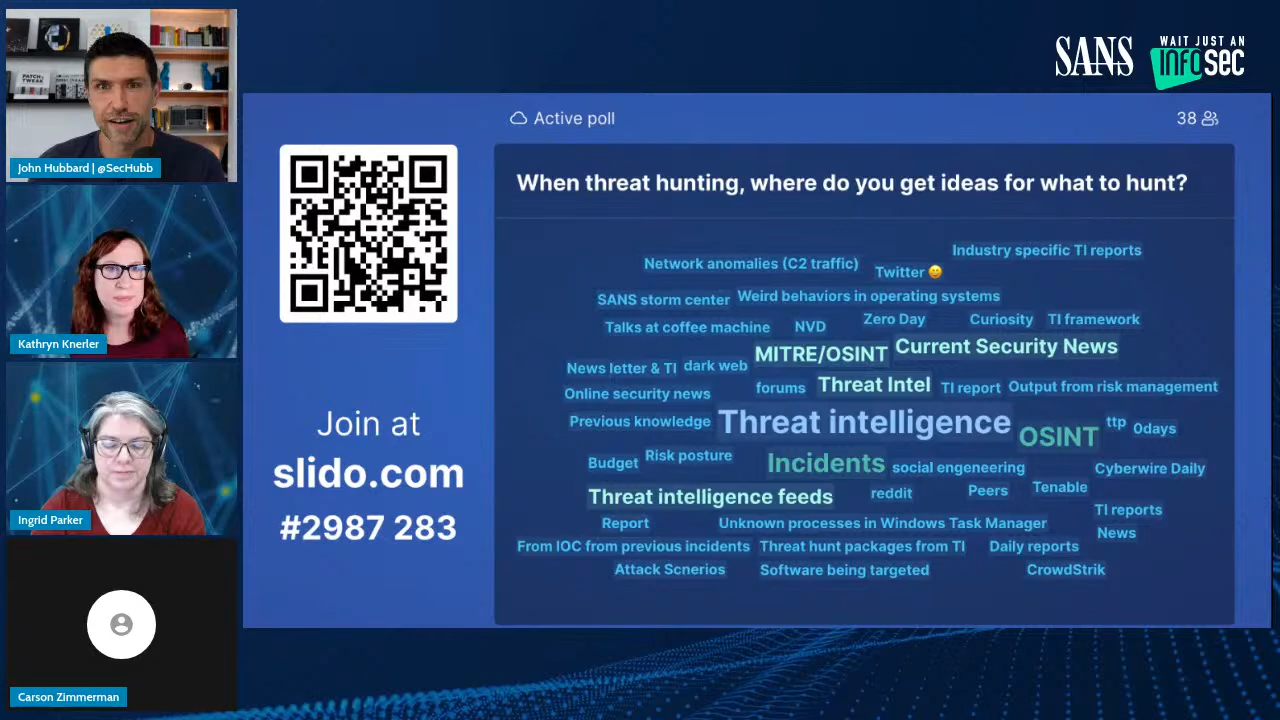 SANS
WAIT JUST AN
INFOSEC
PATCH &
TWEAK
John Hubbard | @SecHubb
Kathryn Knerler
Ingrid Parker
Carson Zimmerman
Join at
slido.com
#2987 283
Active poll
38
When threat hunting, where do you get ideas for what to hunt?
Industry specific TI reports
Network anomalies (C2 traffic)
Twitter 😀
SANS storm center
Weird behaviors in operating systems
Talks at coffee machine
NVD
Zero Day
Curiosity
TI framework
MITRE/OSINT
Current Security News
News letter & TI
dark web
Online security news
forums
Threat Intel
TI report
Output from risk management
Previous knowledge
Threat intelligence
OSINT
ttp
0days
Budget
Risk posture
Incidents
social engeneering
Cyberwire Daily
Threat intelligence feeds
reddit
Peers
Tenable
TI reports
Report
Unknown processes in Windows Task Manager
News
From IOC from previous incidents
Threat hunt packages from TI
Daily reports
Attack Scnerios
Software being targeted
CrowdStrik